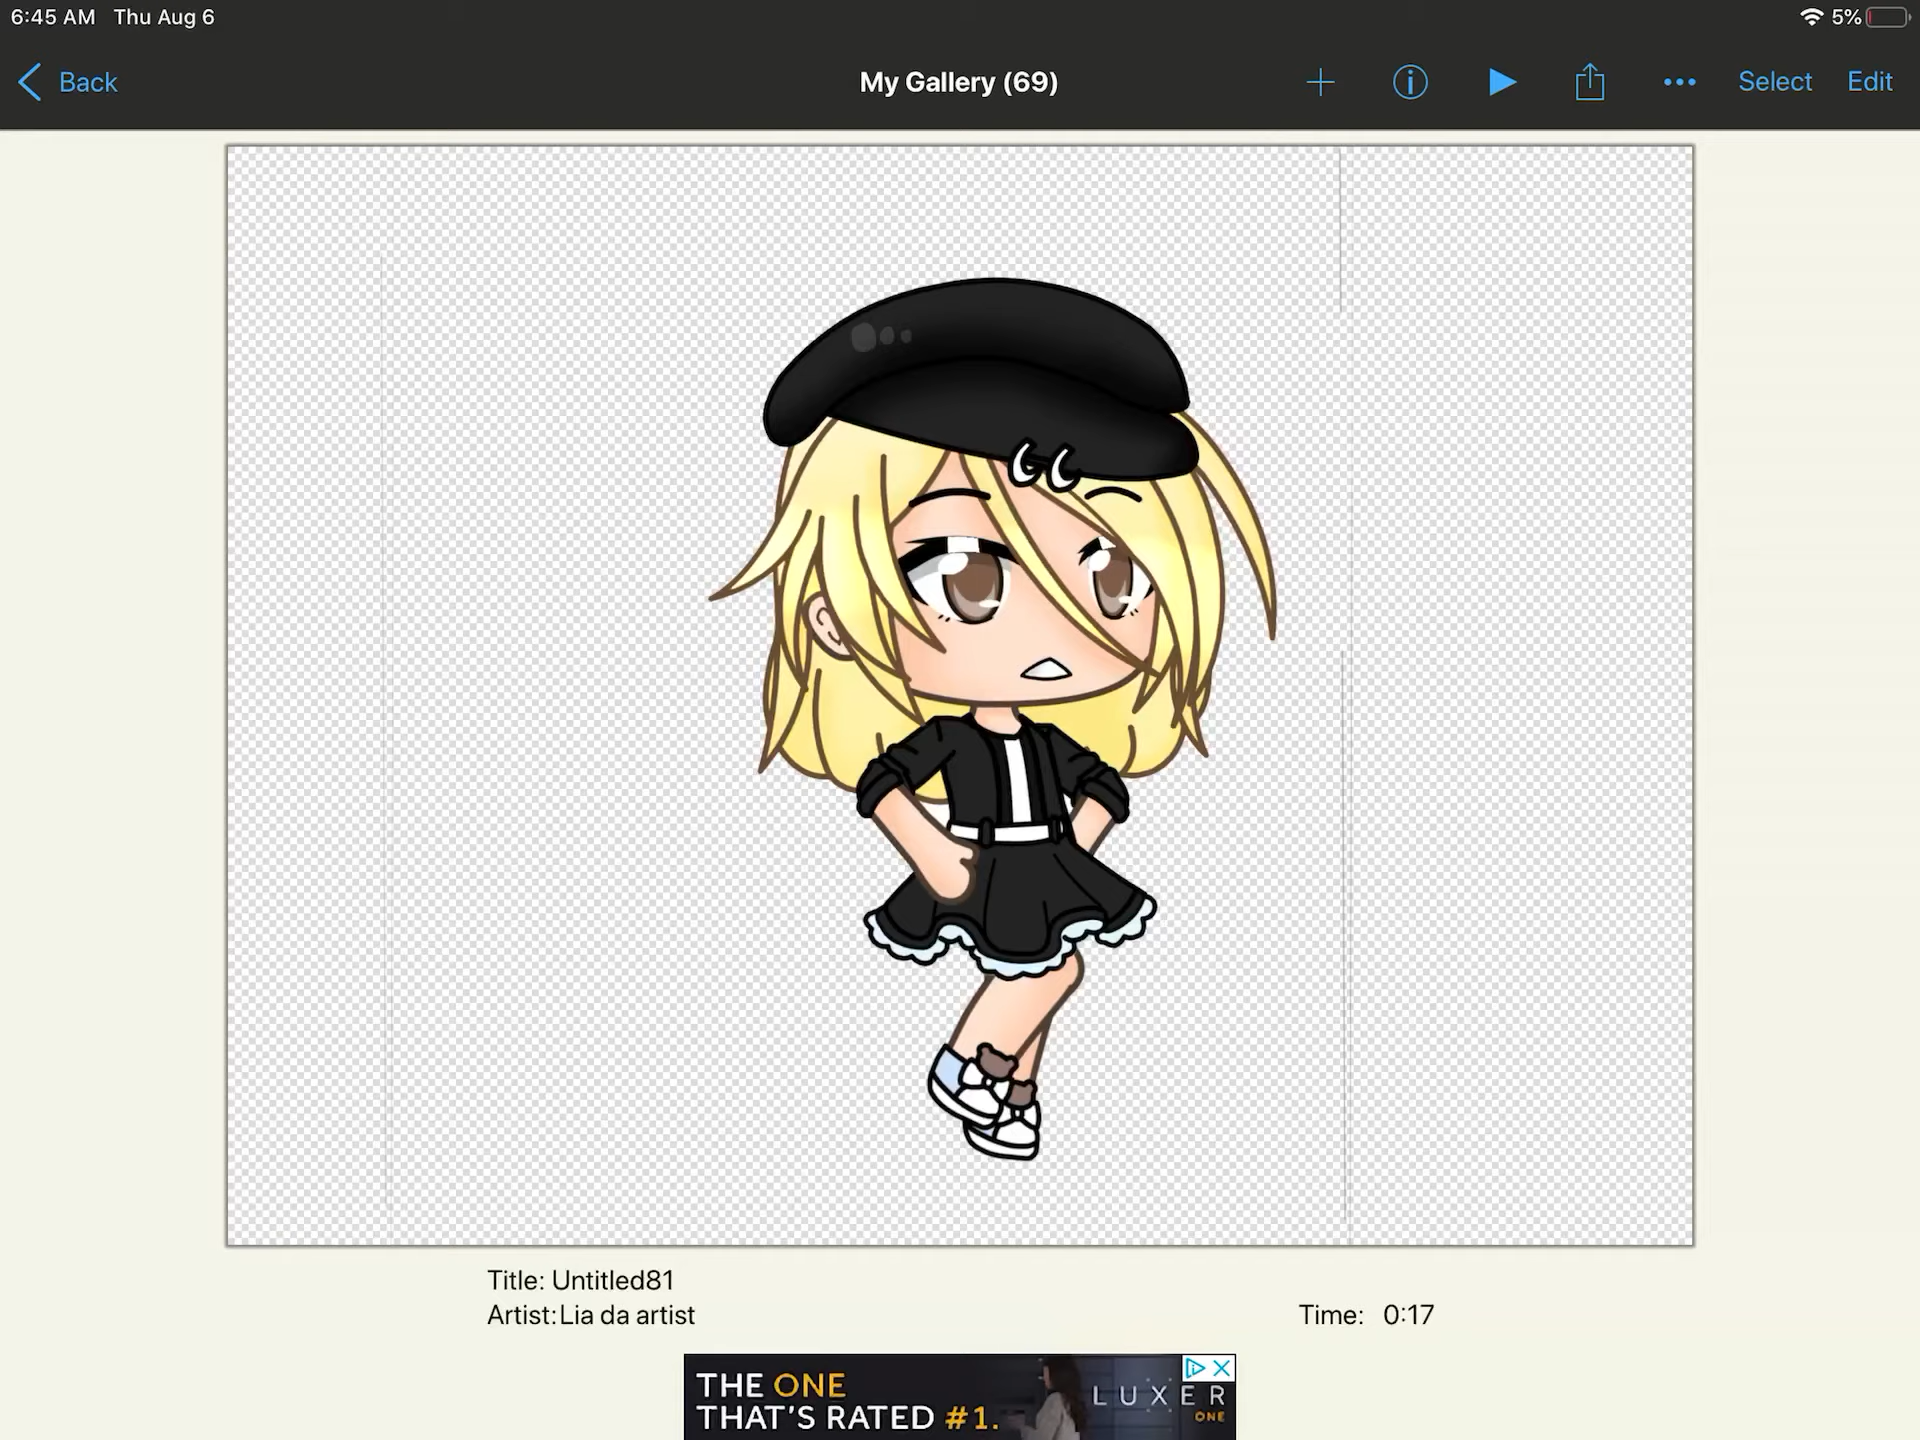 6:45 AM Thu Aug 6 5%
Back My Gallery (69) Select Edit
Title: Untitled81
Artist:Lia da artist Time: 0:17
THE ONE
THAT'S RATED #1.
LUXER
ONE